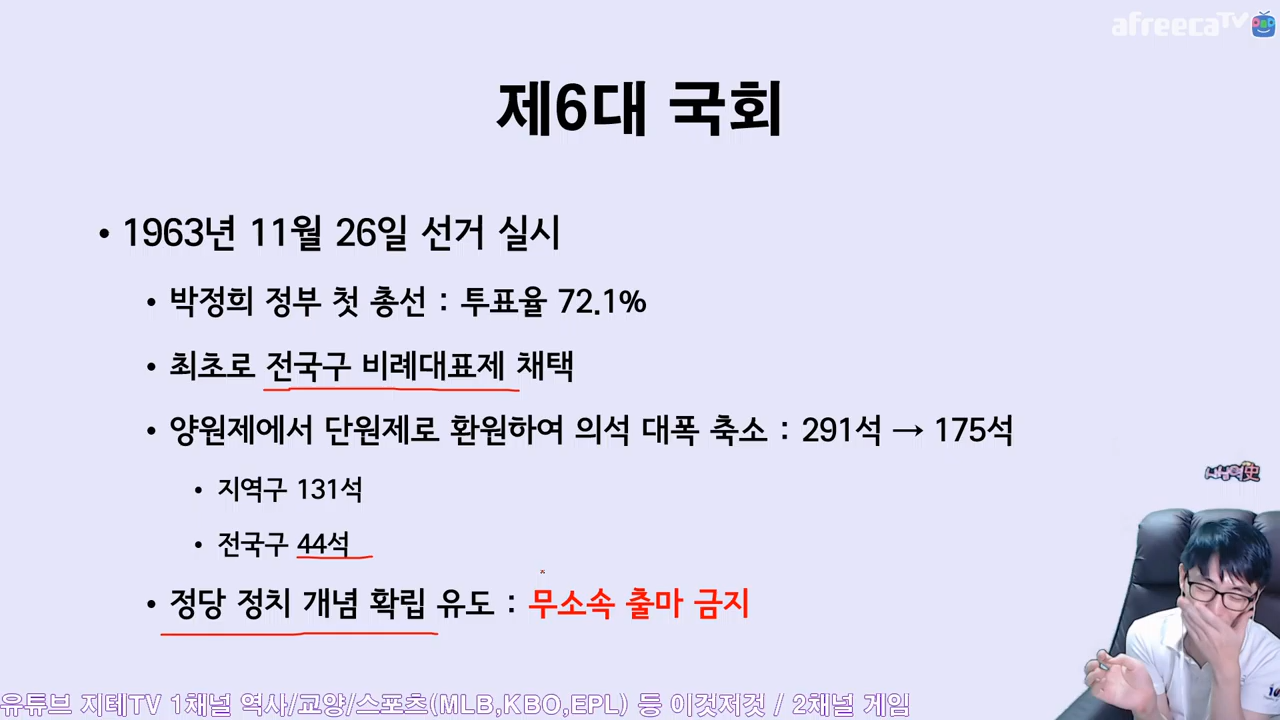 afreecaTV
제6대 국회
• 1963년 11월 26일 선거 실시
• 박정희 정부 첫 총선 : 투표율 72.1%
• 최초로 전국구 비례대표제 채택
• 양원제에서 단원제로 환원하여 의석 대폭 축소 : 291석 → 175석
• 지역구 131석
• 전국구 44석
• 정당 정치 개념 확립 유도 : 무소속 출마 금지
유튜브 지테TV 1채널 역사/교양/스포츠(MLB,KBO,EPL) 등 이것저것 / 2채널 게임